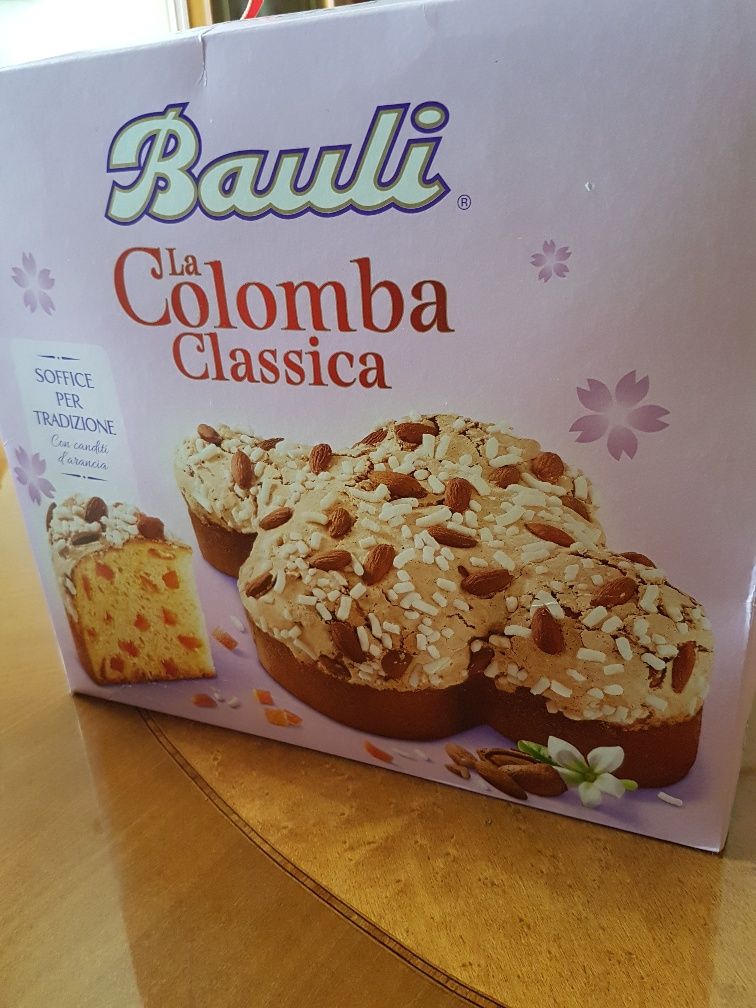 Bauli®
La
Colomba
Classica
SOFFICE
PER
TRADIZIONE
Con canditi
d'arancia